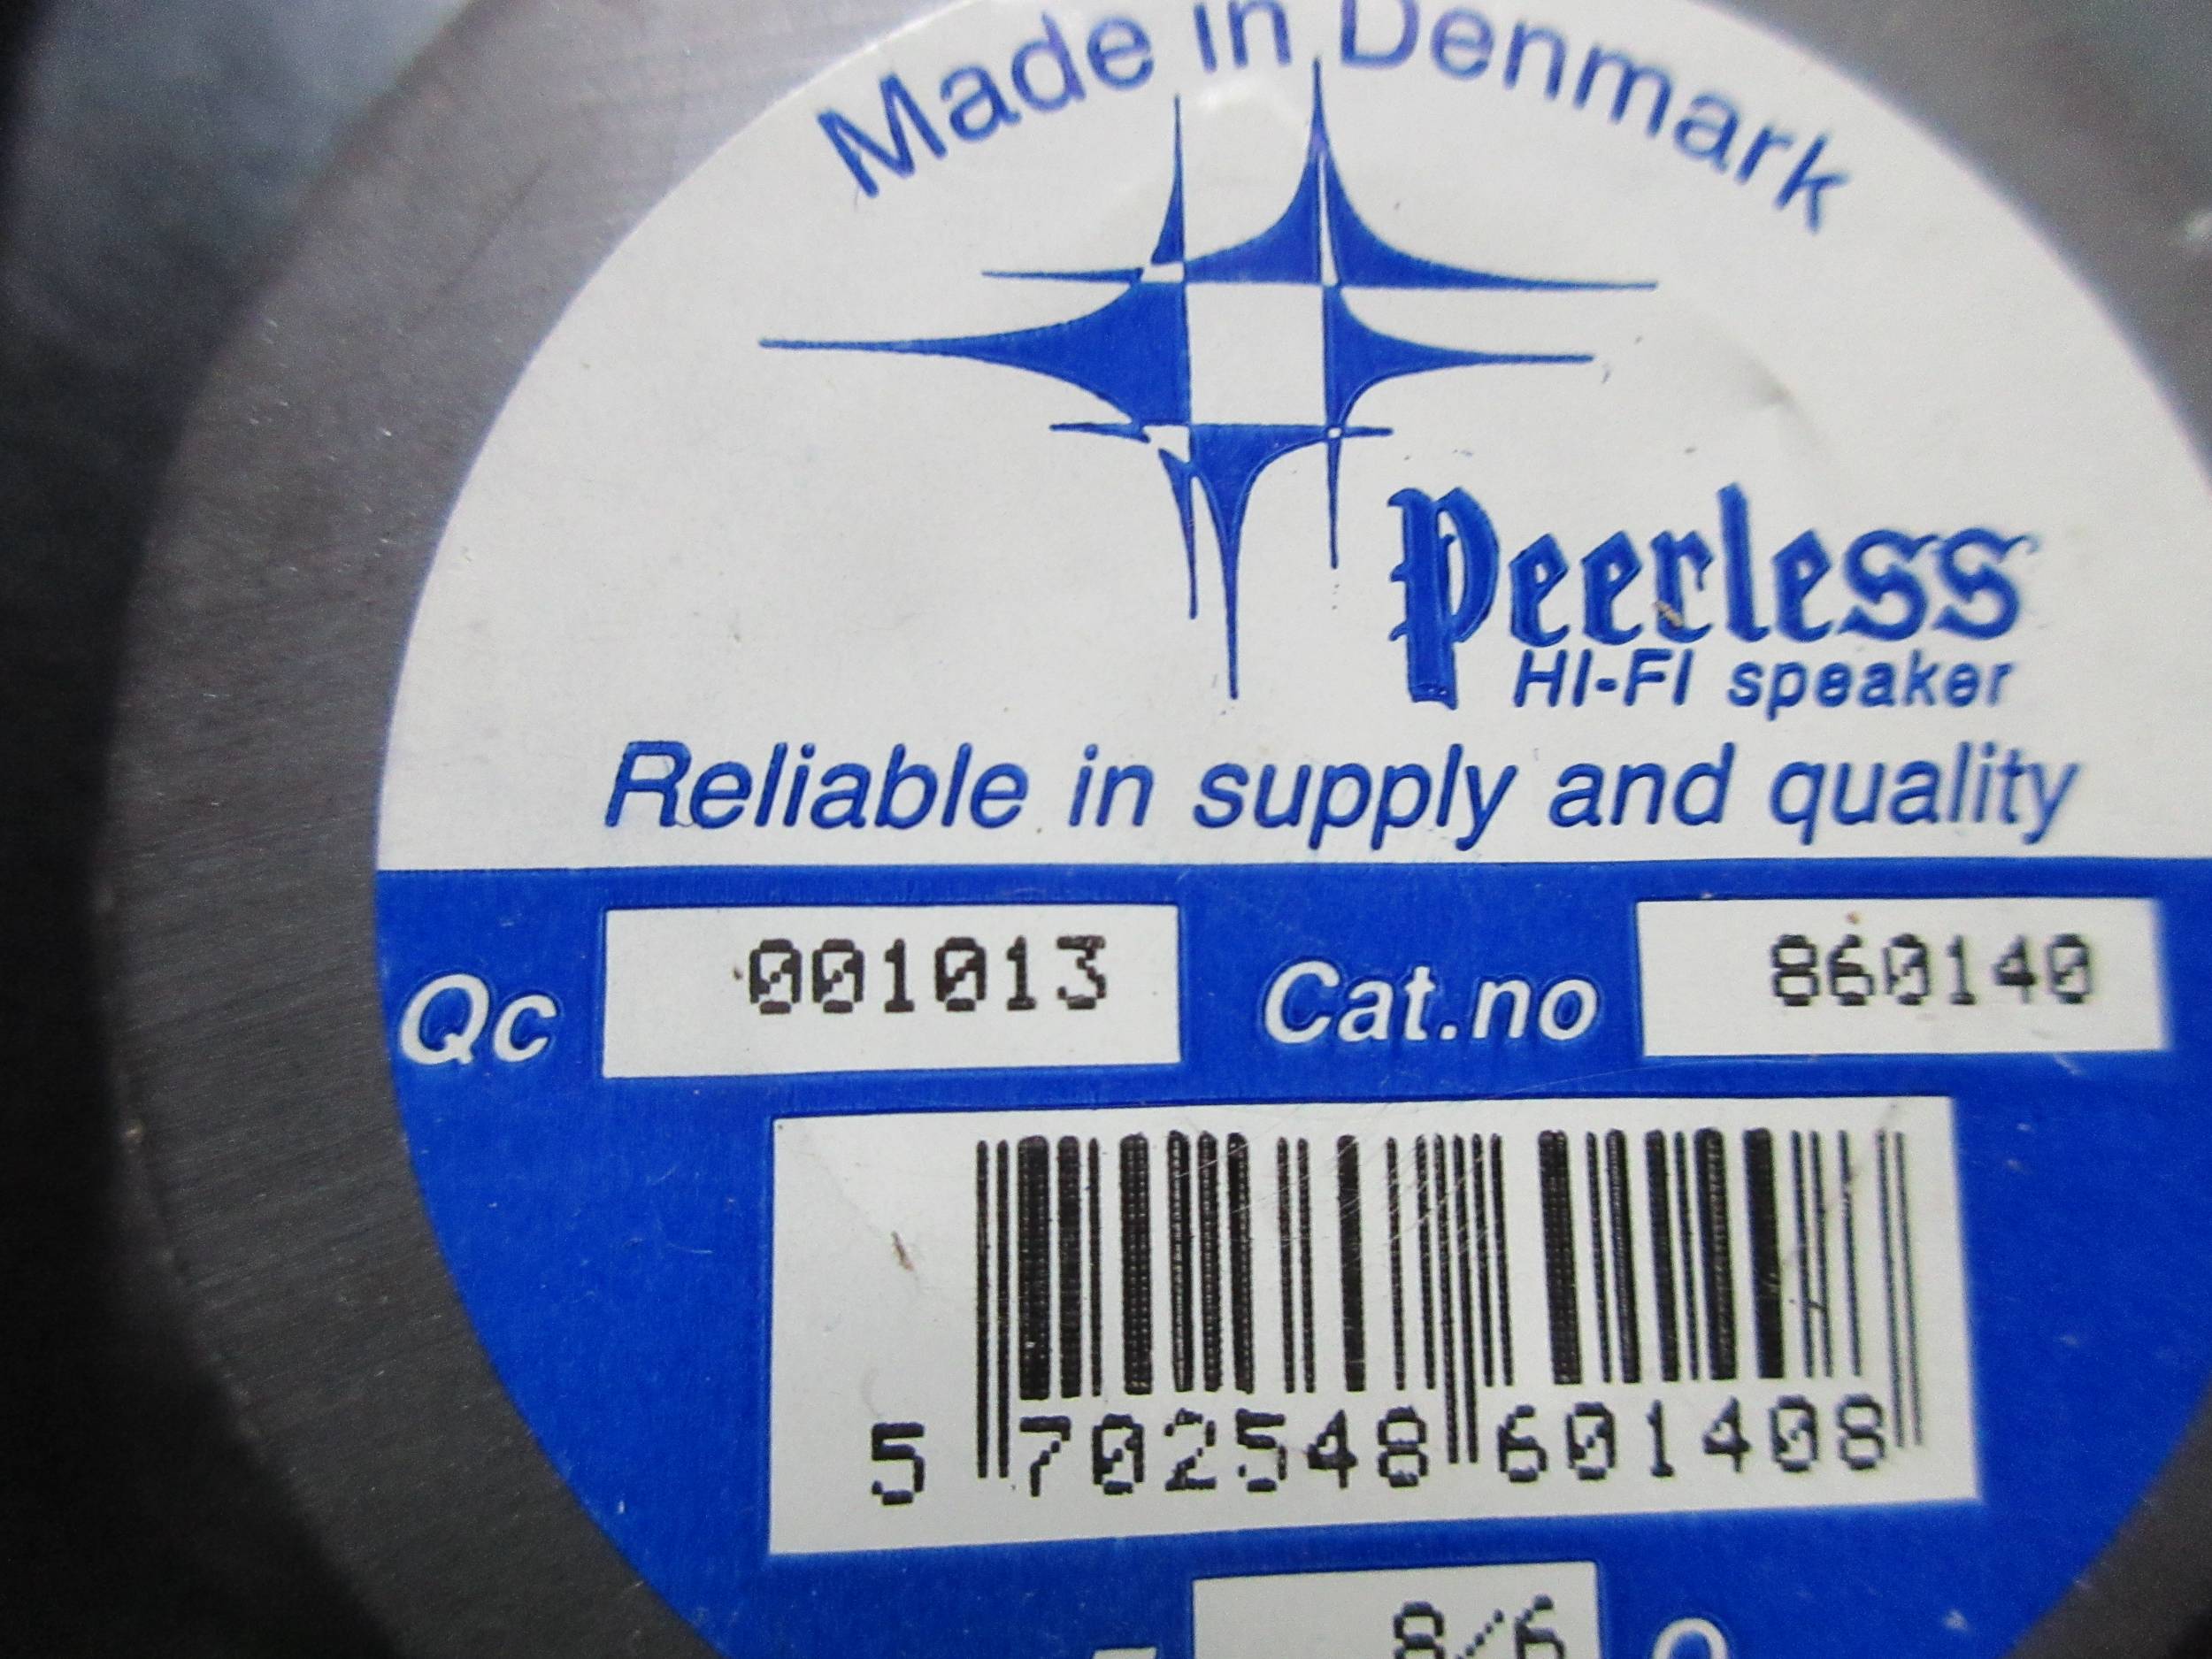 Made in Denmark
Peerless
HI-FI speaker
Reliable in supply and quality
Qc 001013 Cat.no 860140
5 702548 601408
8/6